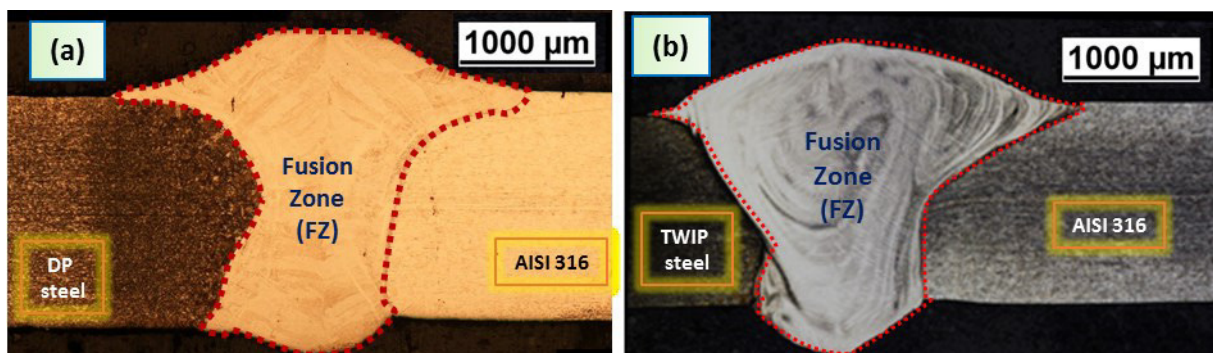 (a)
1000 µm
Fusion
Zone
(FZ)
DP
steel
AISI 316
(b)
1000 µm
Fusion
Zone
(FZ)
TWIP
steel
AISI 316